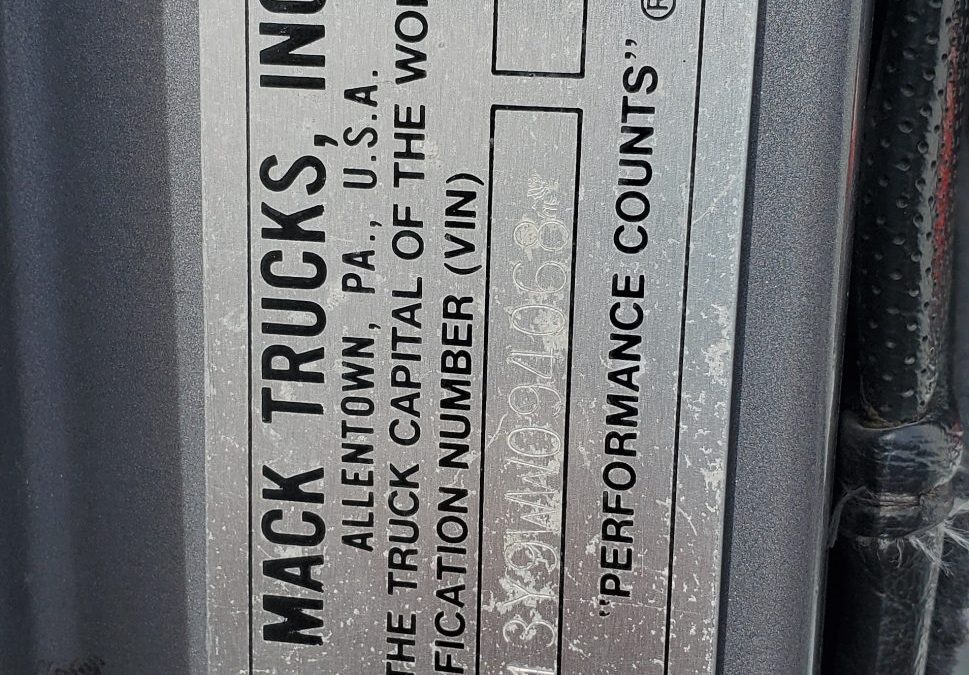 MACK TRUCKS, INC
ALLENTOWN, PA., U.S.A.
THE TRUCK CAPITAL OF THE WOR
FICATION NUMBER (VIN)
"PERFORMANCE COUNTS" ®